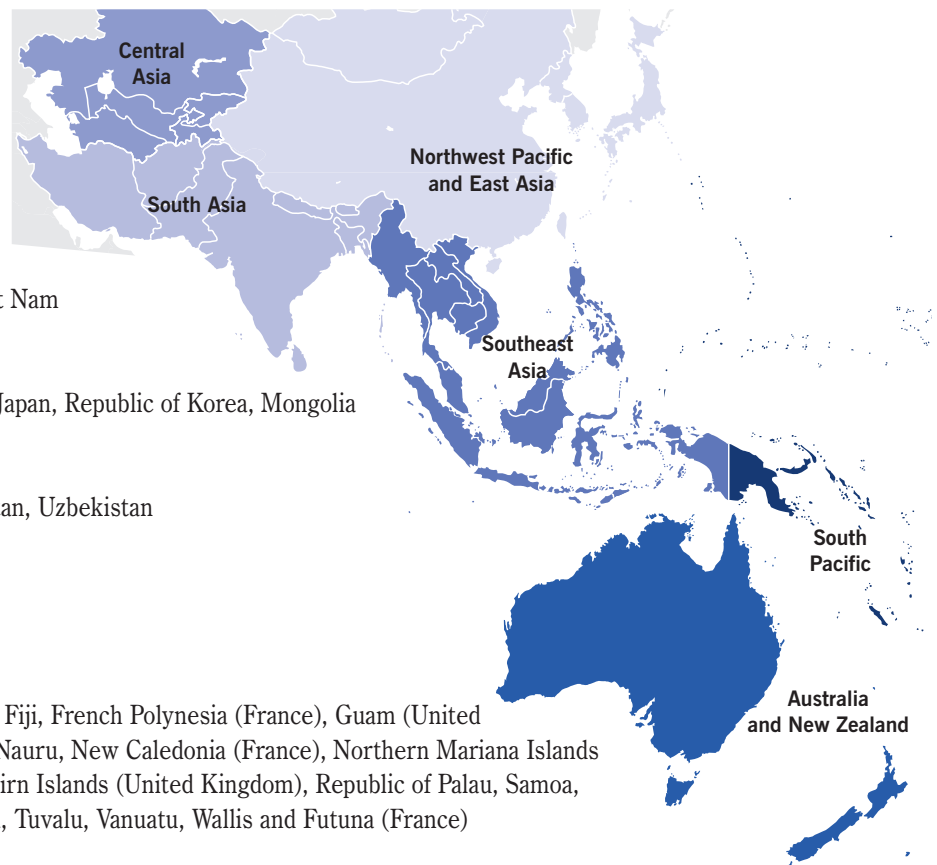 Central
Asia
Northwest Pacific
and East Asia
South Asia
t Nam
Southeast
Asia
Japan, Republic of Korea, Mongolia
an, Uzbekistan
South
Pacific
Fiji, French Polynesia (France), Guam (United
Nauru, New Caledonia (France), Northern Mariana Islands
irn Islands (United Kingdom), Republic of Palau, Samoa,
, Tuvalu, Vanuatu, Wallis and Futuna (France)
Australia
and New Zealand